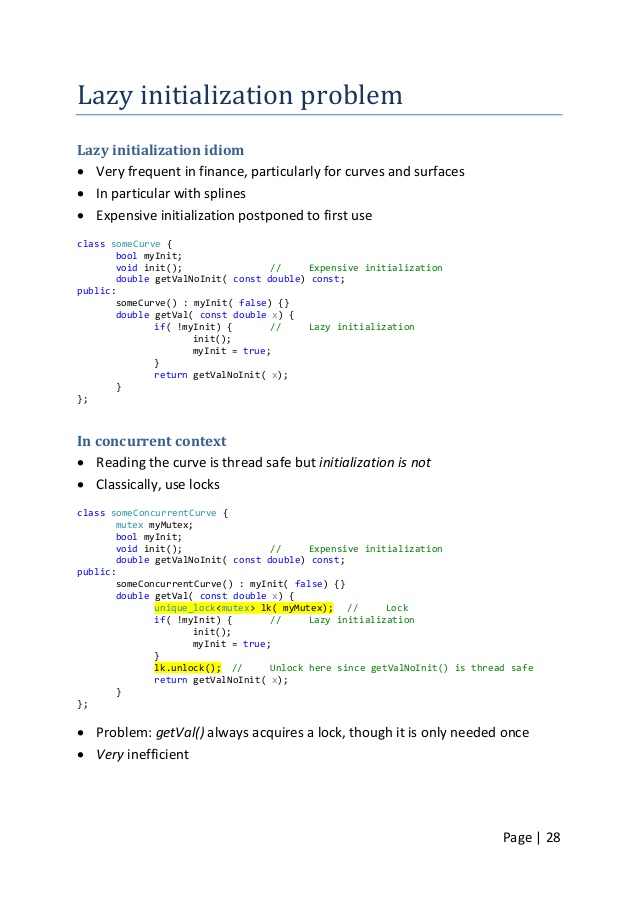 Lazy initialization problem
Lazy initialization idiom
• Very frequent in finance, particularly for curves and surfaces
• In particular with splines
• Expensive initialization postponed to first use
class someCurve {
bool myInit;
void init(); // Expensive initialization
double getValNoInit( const double) const;
public:
someCurve() : myInit( false) {}
double getVal( const double x) {
if( !myInit) { // Lazy initialization
init();
myInit = true;
}
return getValNoInit( x);
}
};
In concurrent context
• Reading the curve is thread safe but initialization is not
• Classically, use locks
class someConcurrentCurve {
mutex myMutex;
bool myInit;
void init(); // Expensive initialization
double getValNoInit( const double) const;
public:
someConcurrentCurve() : myInit( false) {}
double getVal( const double x) {
unique_lock<mutex> lk( myMutex); // Lock
if( !myInit) { // Lazy initialization
init();
myInit = true;
}
lk.unlock(); // Unlock here since getValNoInit() is thread safe
return getValNoInit( x);
}
};
• Problem: getVal() always acquires a lock, though it is only needed once
• Very inefficient
Page | 28